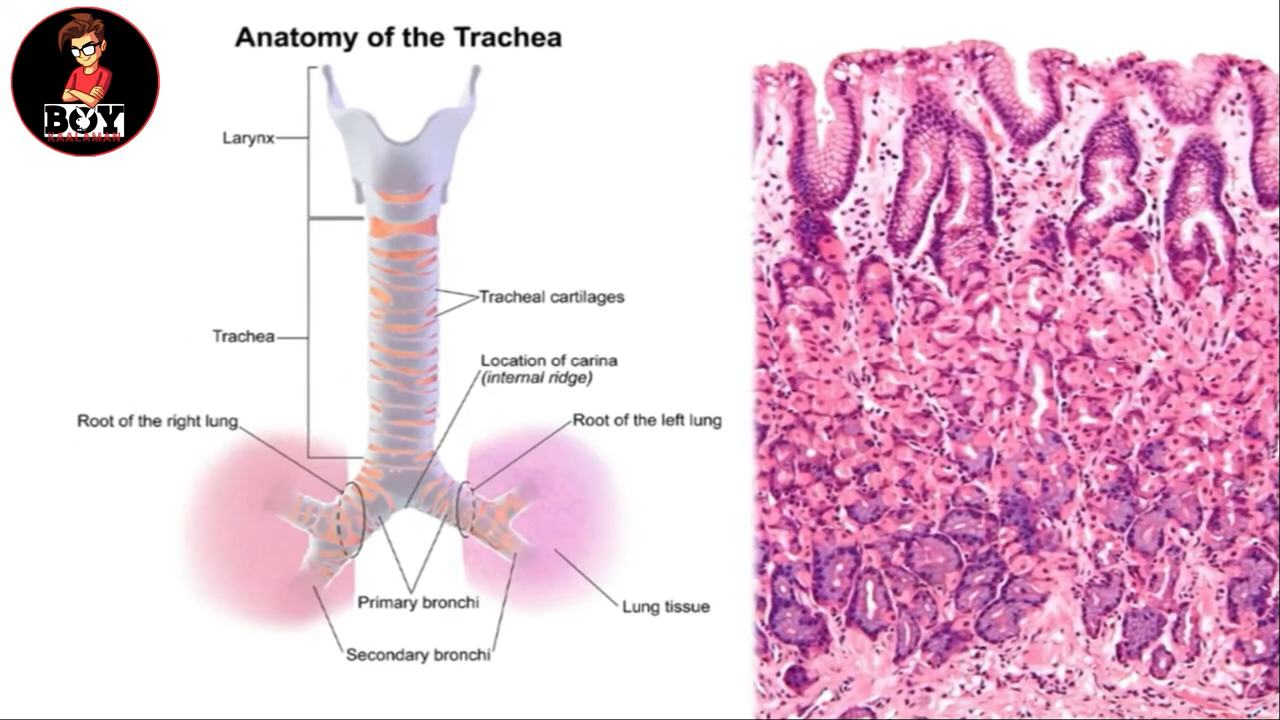 BOY
KAALAMAN
Anatomy of the Trachea
Larynx
Trachea
Tracheal cartilages
Location of carina
(internal ridge)
Root of the right lung
Root of the left lung
Primary bronchi
Lung tissue
Secondary bronchi